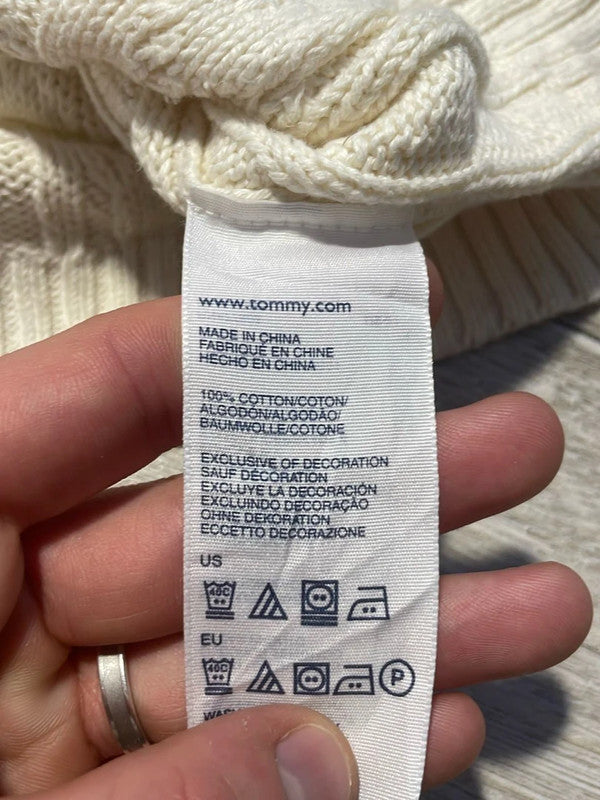 www.tommy.com
MADE IN CHINA
FABRIQUÉ EN CHINE
HECHO EN CHINA
100% COTTON/COTON/
ALGODÓN/ALGODÃO/
BAUMWOLLE/COTONE
EXCLUSIVE OF DECORATION
SAUF DÉCORATION
EXCLUYE LA DECORACIÓN
EXCLUINDO DECORAÇÃO
OHNE DEKORATION
ECCETTO DECORAZIONE
US
40C
EU
40C P